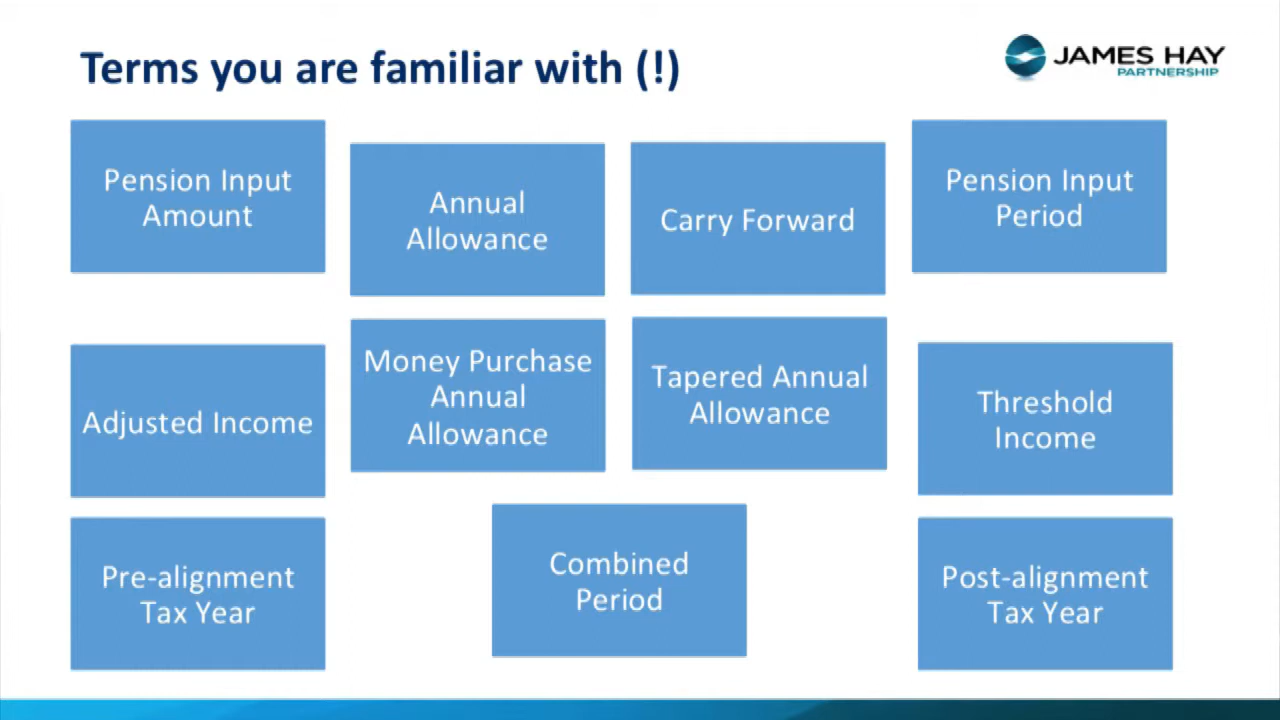 Terms you are familiar with (!)
JAMES HAY
PARTNERSHIP
Pension Input
Amount
Annual
Allowance
Carry Forward
Pension Input
Period
Adjusted Income
Money Purchase
Annual
Allowance
Tapered Annual
Allowance
Threshold
Income
Pre-alignment
Tax Year
Combined
Period
Post-alignment
Tax Year